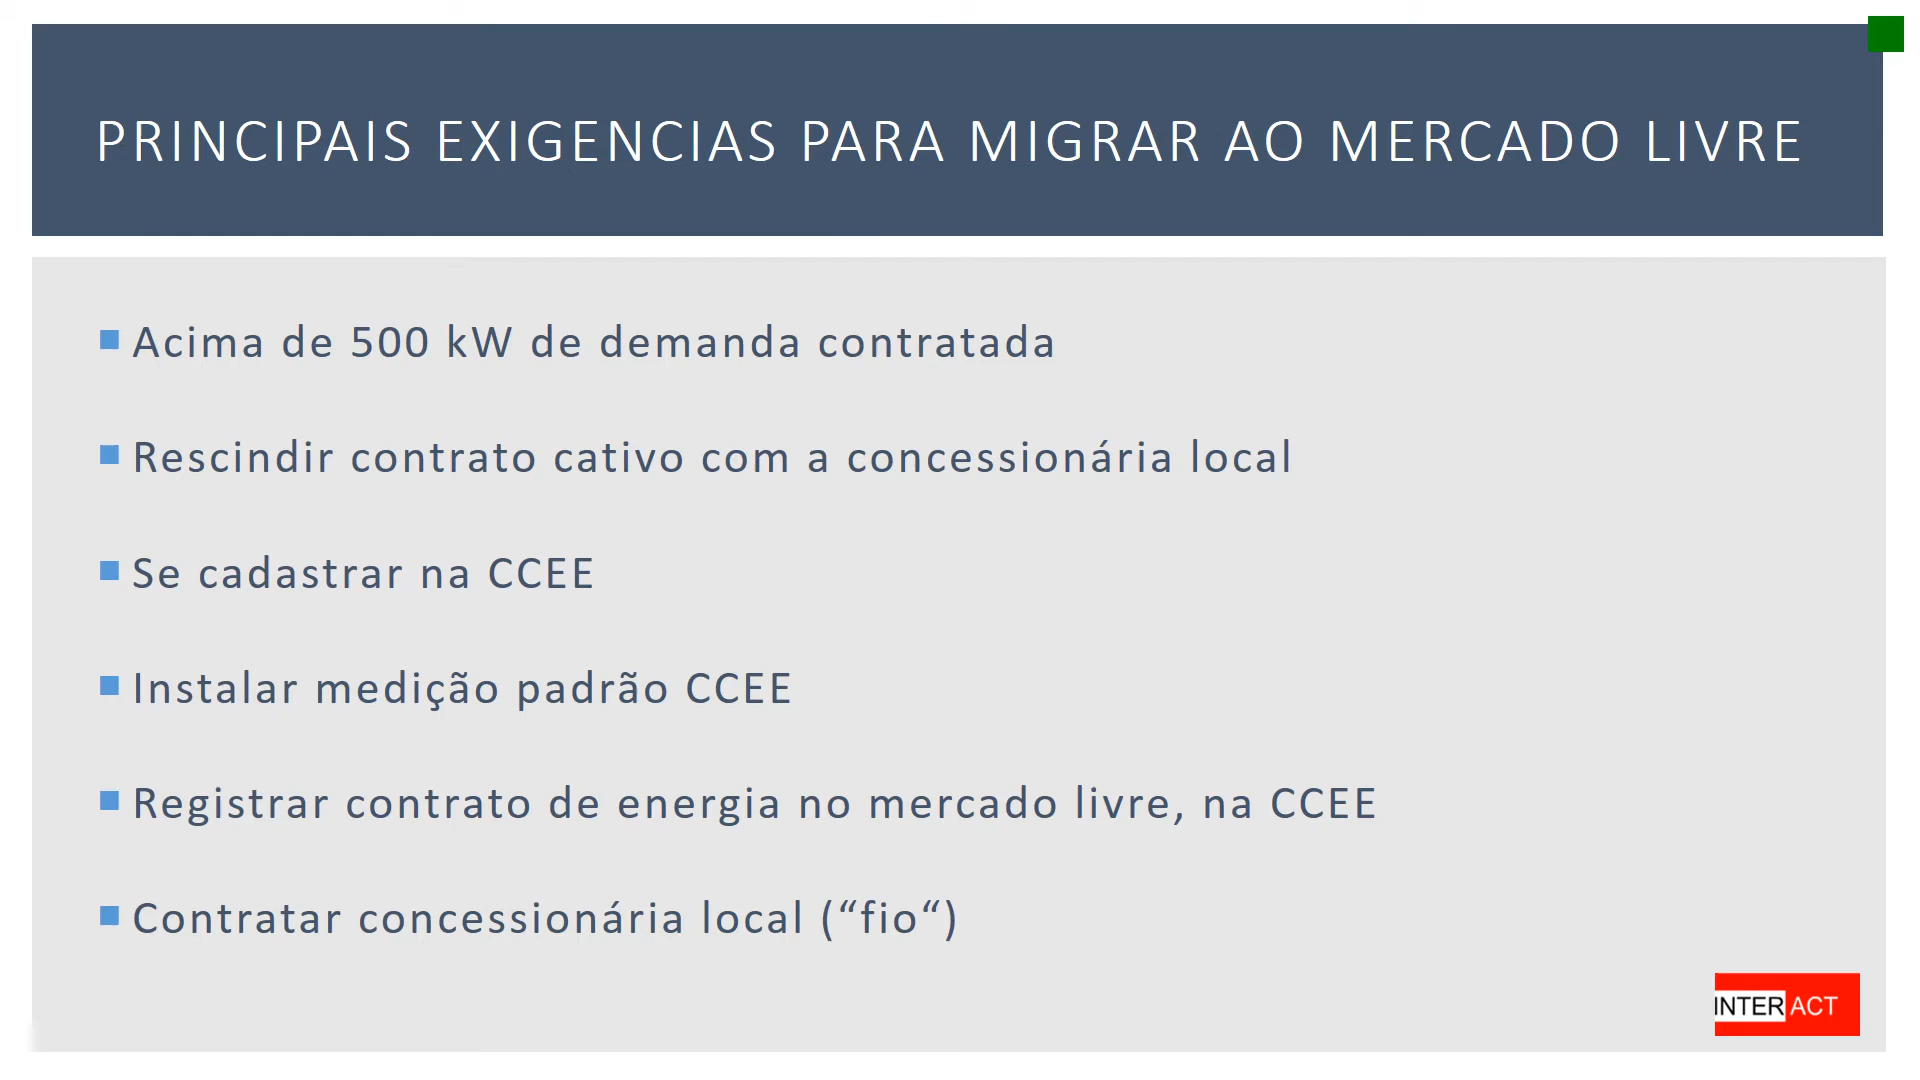 PRINCIPAIS EXIGENCIAS PARA MIGRAR AO MERCADO LIVRE
Acima de 500 kW de demanda contratada
Rescindir contrato cativo com a concessionária local
Se cadastrar na CCEE
Instalar medição padrão CCEE
Registrar contrato de energia no mercado livre, na CCEE
Contratar concessionária local (“fio“)
INTERACT